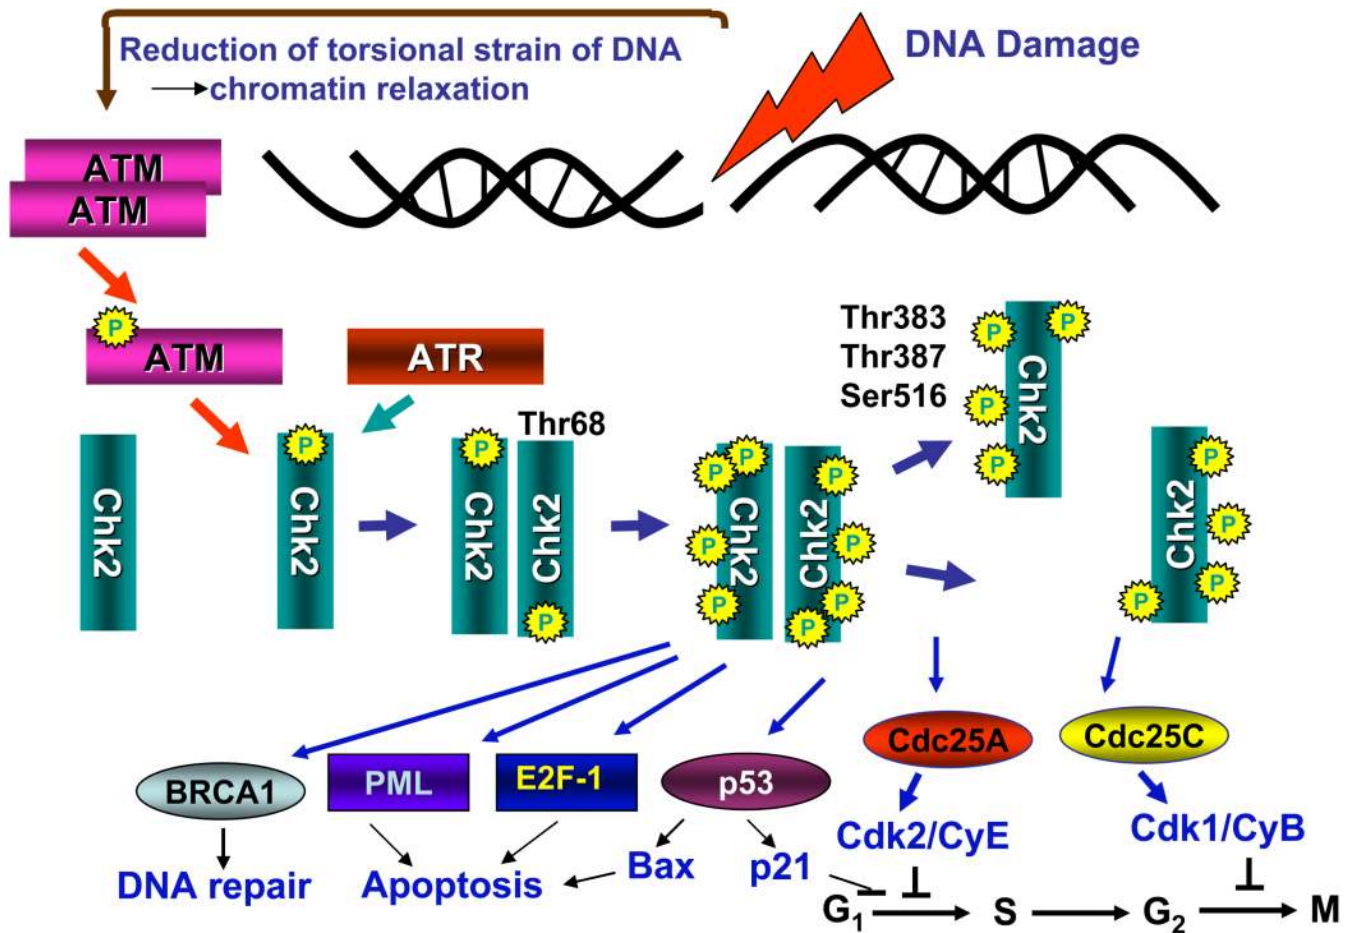 Reduction of torsional strain of DNA
chromatin relaxation
DNA Damage
ATM
ATM
P
ATM
ATR
Thr383
Thr387
Ser516
P
P
P
P
Chk2
Chk2
P
Chk2
P
Chk2
Thr68
P
Chk2
Chk2
P
P
P
P
P
Chk2
P
P
P
P
Chk2
P
P
P
P
Chk2
BRCA1
PML
E2F-1
p53
Cdc25A
Cdc25C
DNA repair
Apoptosis
Bax
p21
Cdk2/CyE
Cdk1/CyB
G1
S
G2
M